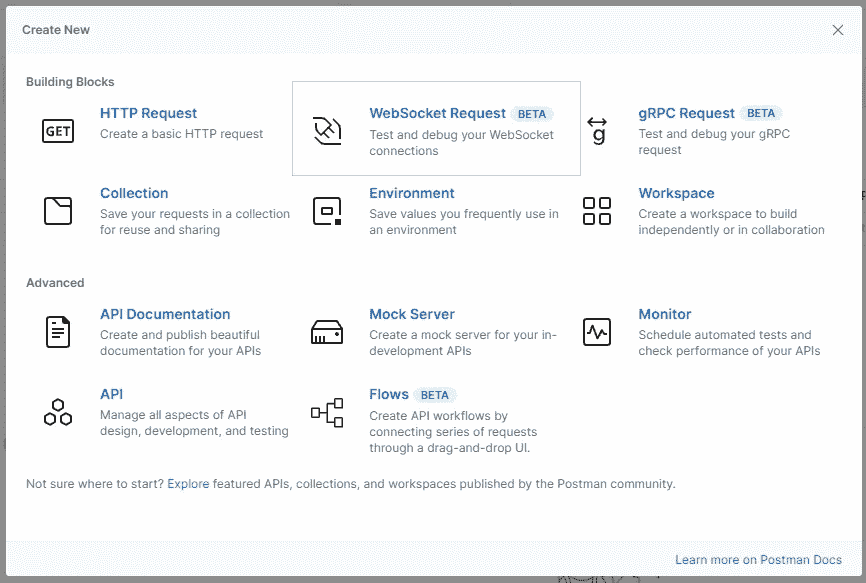 Create New
Building Blocks
GET
HTTP Request
Create a basic HTTP request
WebSocket Request BETA
Test and debug your WebSocket
connections
g
gRPC Request BETA
Test and debug your gRPC
request
Collection
Save your requests in a collection
for reuse and sharing
Environment
Save values you frequently use in
an environment
Workspace
Create a workspace to build
independently or in collaboration
Advanced
API Documentation
Create and publish beautiful
documentation for your APIs
Mock Server
Create a mock server for your in-
development APIs
Monitor
Schedule automated tests and
check performance of your APIs
API
Manage all aspects of API
design, development, and testing
Flows BETA
Create API workflows by
connecting series of requests
through a drag-and-drop UI.
Not sure where to start? Explore featured APIs, collections, and workspaces published by the Postman community.
Learn more on Postman Docs